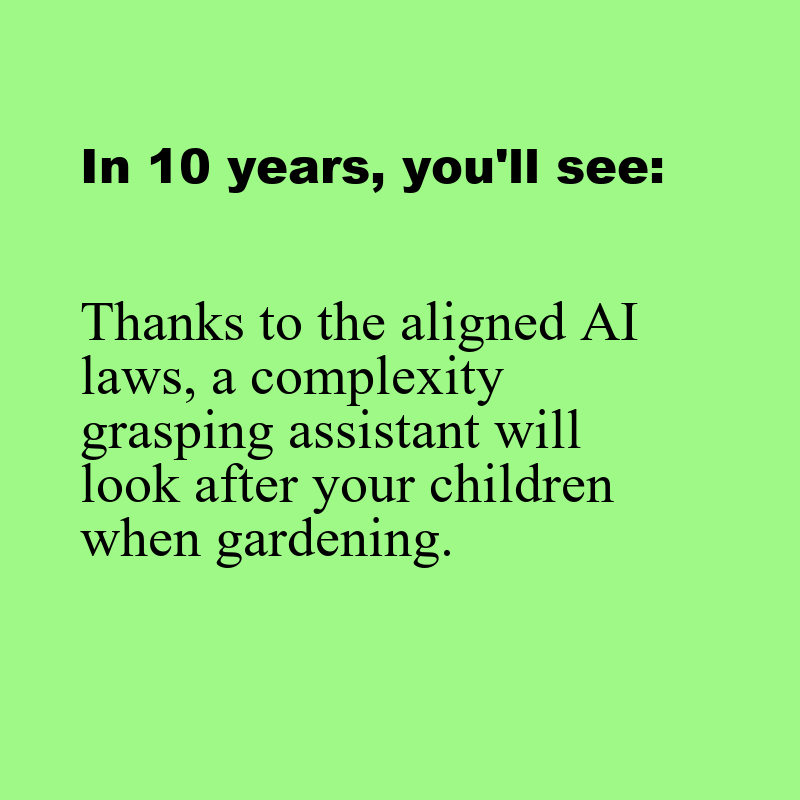 In 10 years, you'll see:
Thanks to the aligned AI
laws, a complexity
grasping assistant will
look after your children
when gardening.